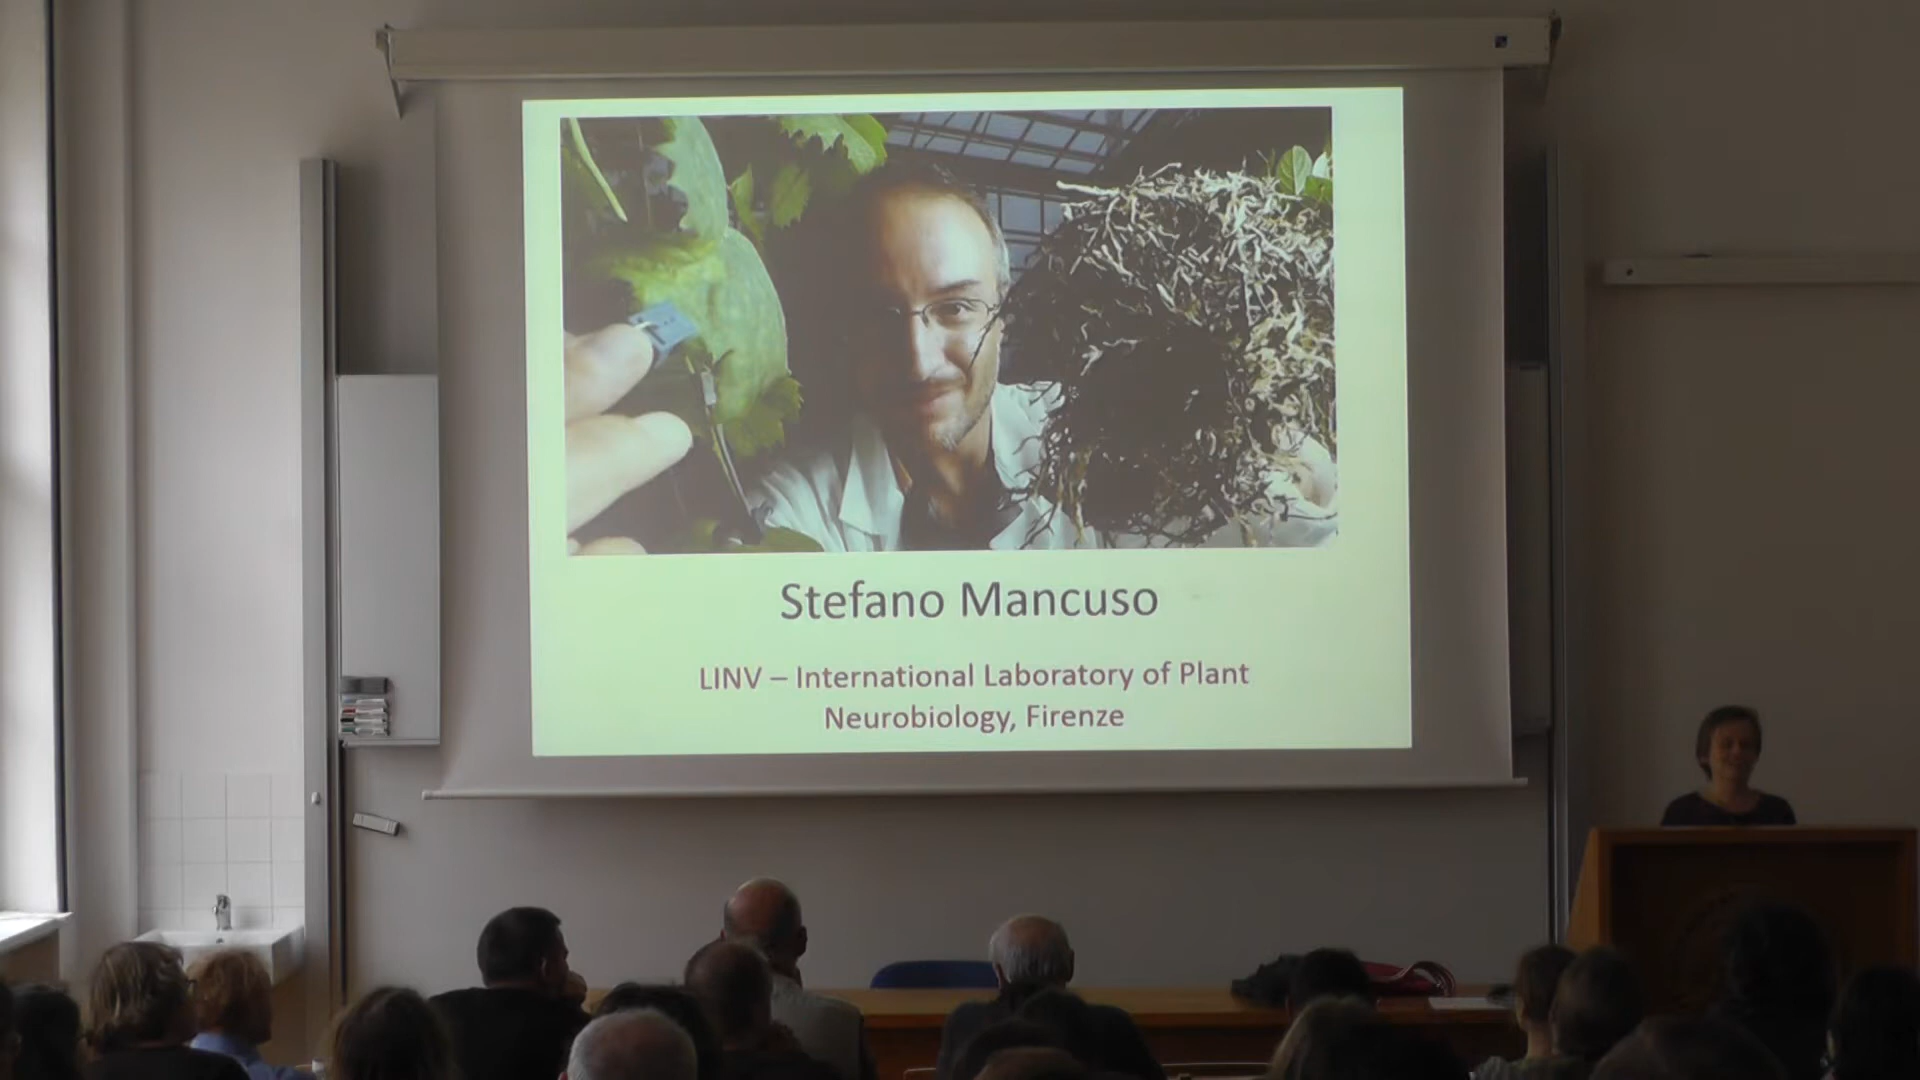 Stefano Mancuso
LINV – International Laboratory of Plant
Neurobiology, Firenze